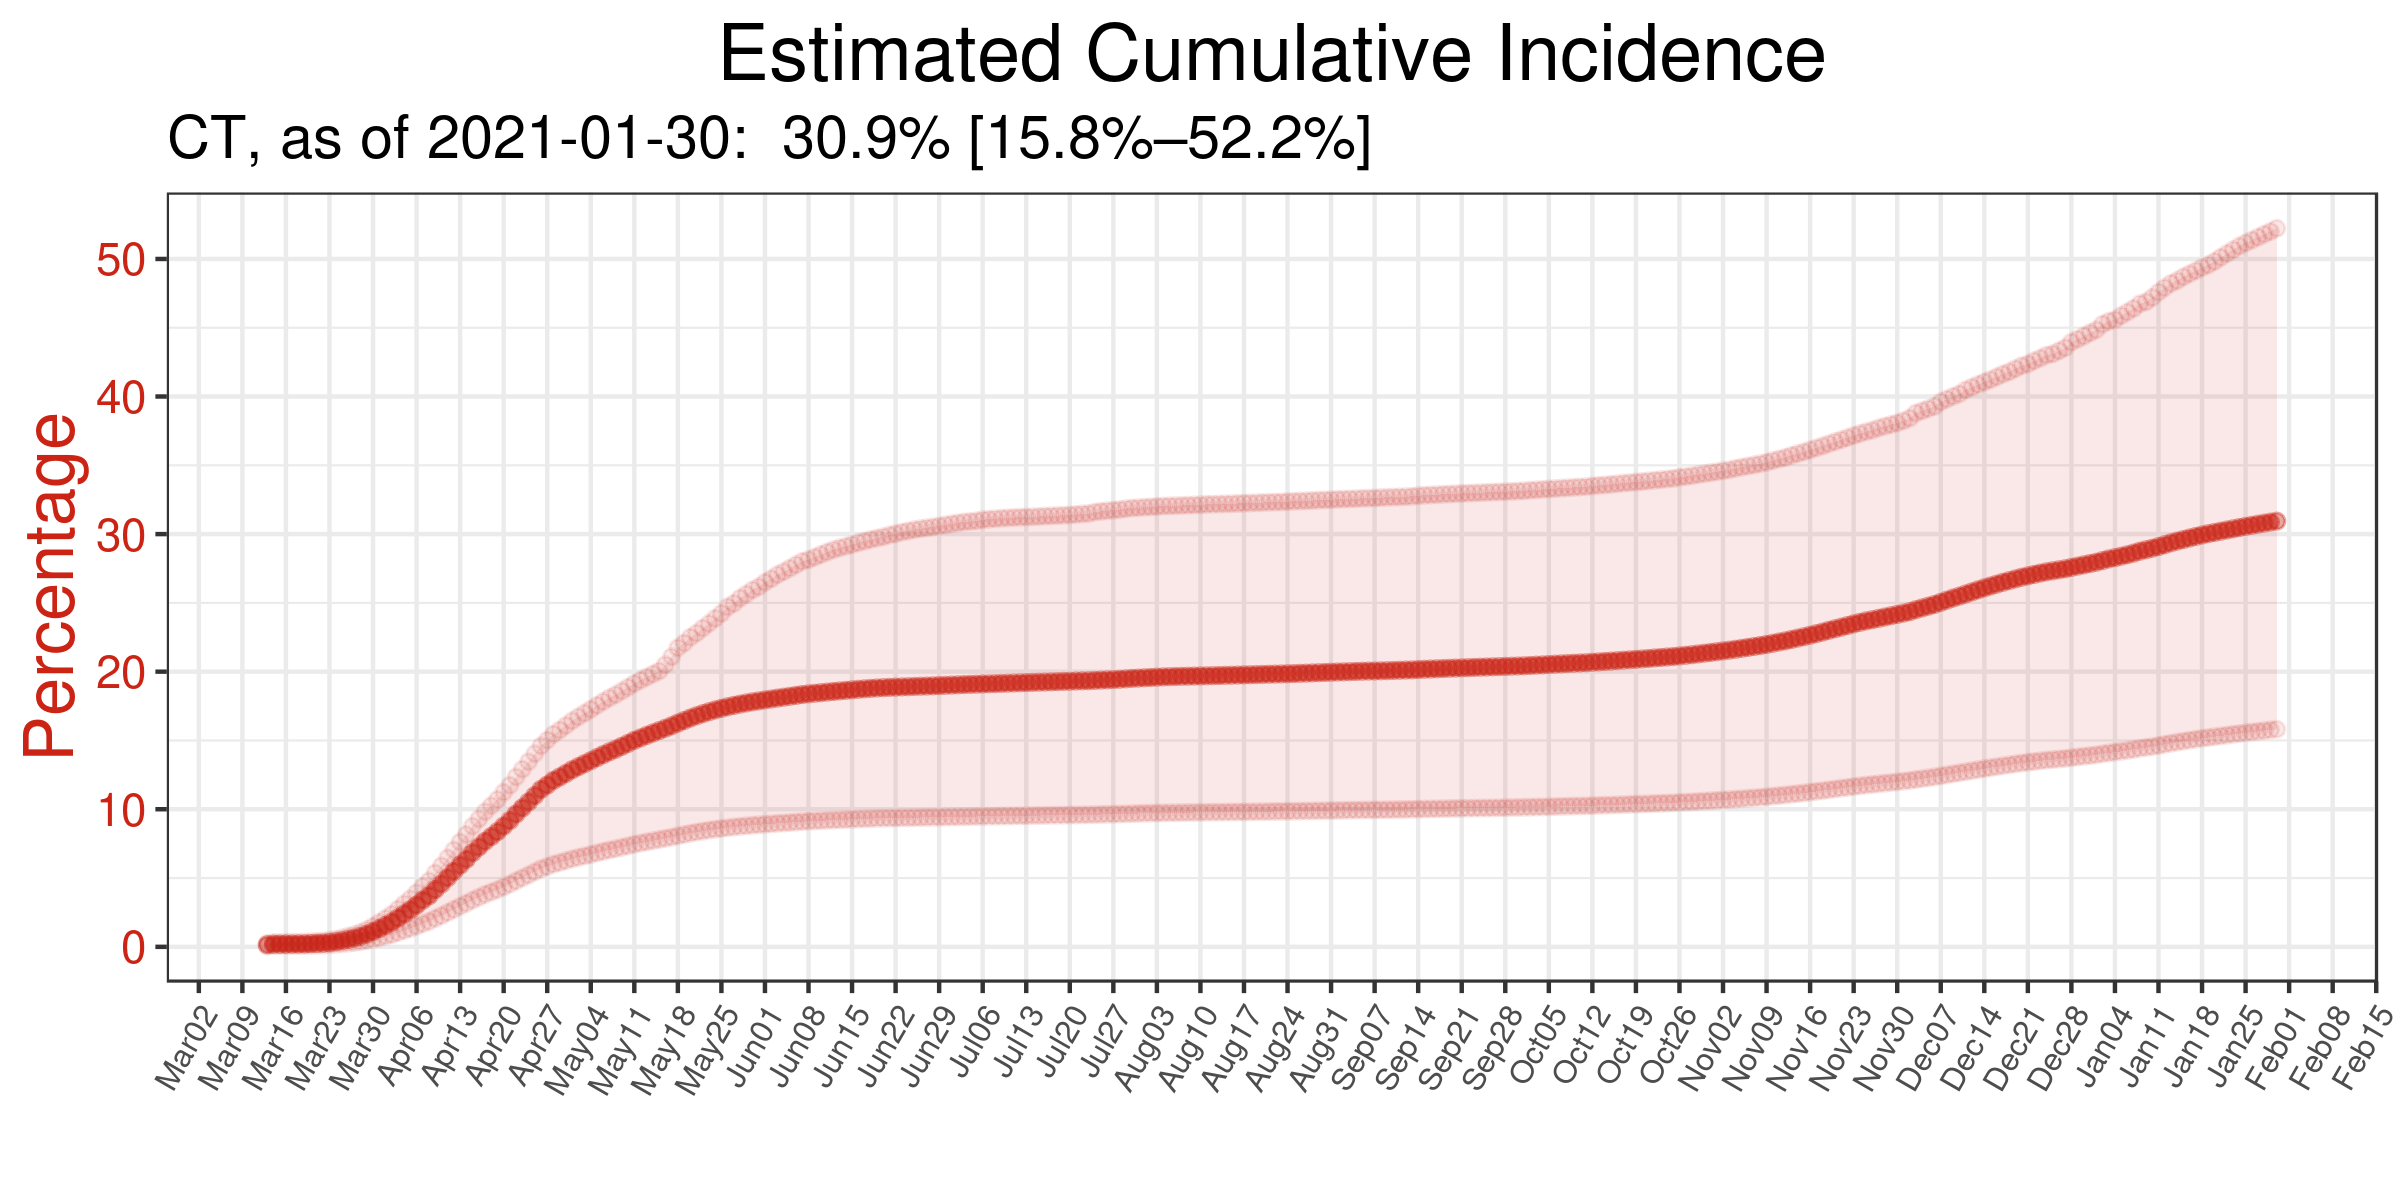 Estimated Cumulative Incidence
CT, as of 2021-01-30:  30.9% [15.8%–52.2%]
Percentage
50
40
30
20
10
0
Mar02
Mar09
Mar16
Mar23
Mar30
Apr06
Apr13
Apr20
Apr27
May04
May11
May18
May25
Jun01
Jun08
Jun15
Jun22
Jun29
Jul06
Jul13
Jul20
Jul27
Aug03
Aug10
Aug17
Aug24
Aug31
Sep07
Sep14
Sep21
Sep28
Oct05
Oct12
Oct19
Oct26
Nov02
Nov09
Nov16
Nov23
Nov30
Dec07
Dec14
Dec21
Dec28
Jan04
Jan11
Jan18
Jan25
Feb01
Feb08
Feb15